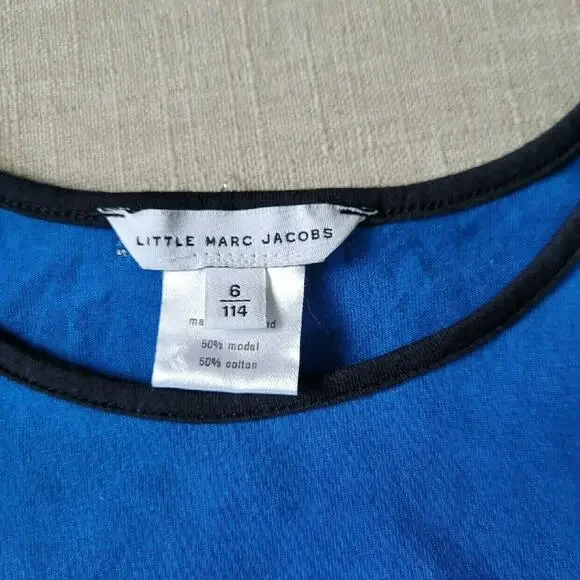 LITTLE MARC JACOBS
6
114
50% modal
50% cotton